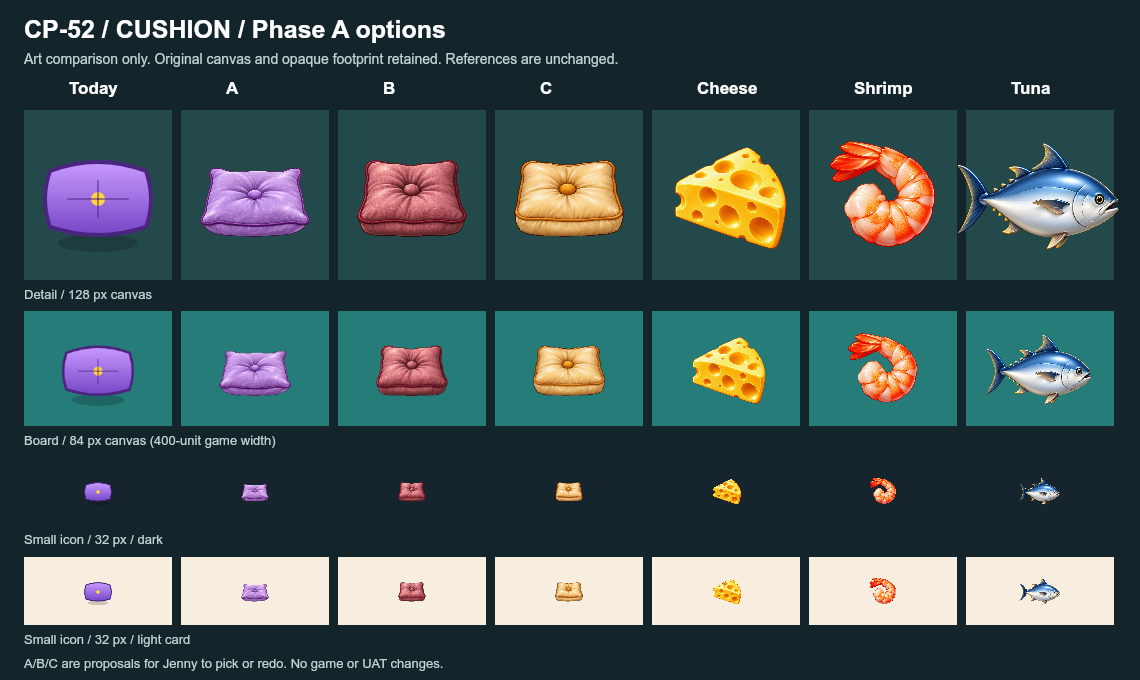 CP-52 / CUSHION / Phase A options
Art comparison only. Original canvas and opaque footprint retained. References are unchanged.
Today A B C Cheese Shrimp Tuna
Detail / 128 px canvas
Board / 84 px canvas (400-unit game width)
Small icon / 32 px / dark
Small icon / 32 px / light card
A/B/C are proposals for Jenny to pick or redo. No game or UAT changes.